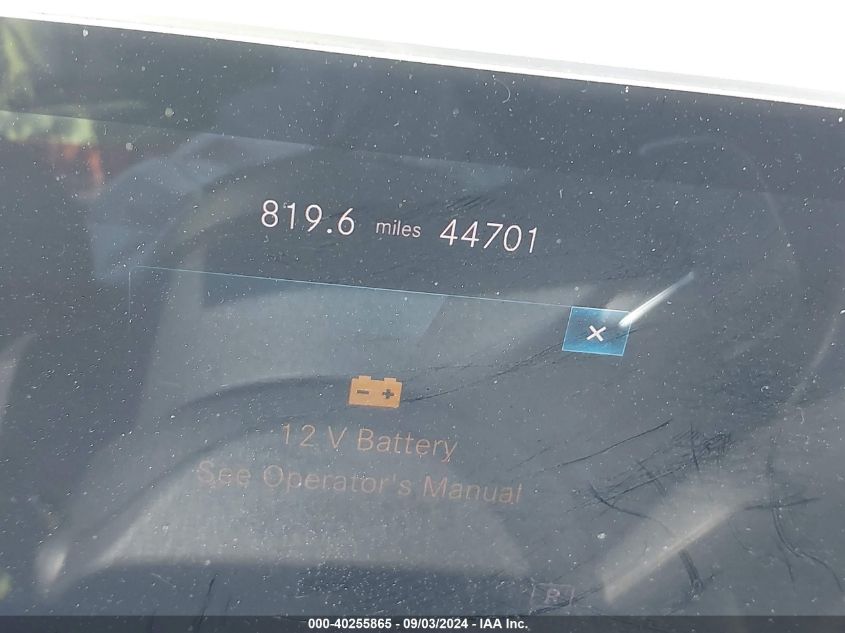 819.6 miles 44701
12 V Battery
See Operator's Manual
000-40255865 - 09/03/2024 - IAA Inc.